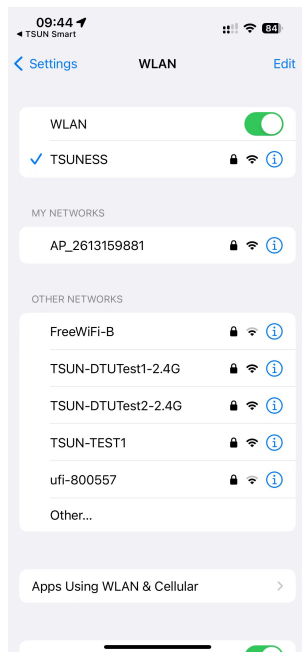 09:44
84
◀ TSUN Smart
Settings
WLAN
Edit
WLAN
TSUNESS
MY NETWORKS
AP_2613159881
OTHER NETWORKS
FreeWiFi-B
TSUN-DTUTest1-2.4G
TSUN-DTUTest2-2.4G
TSUN-TEST1
ufi-800557
Other...
Apps Using WLAN & Cellular